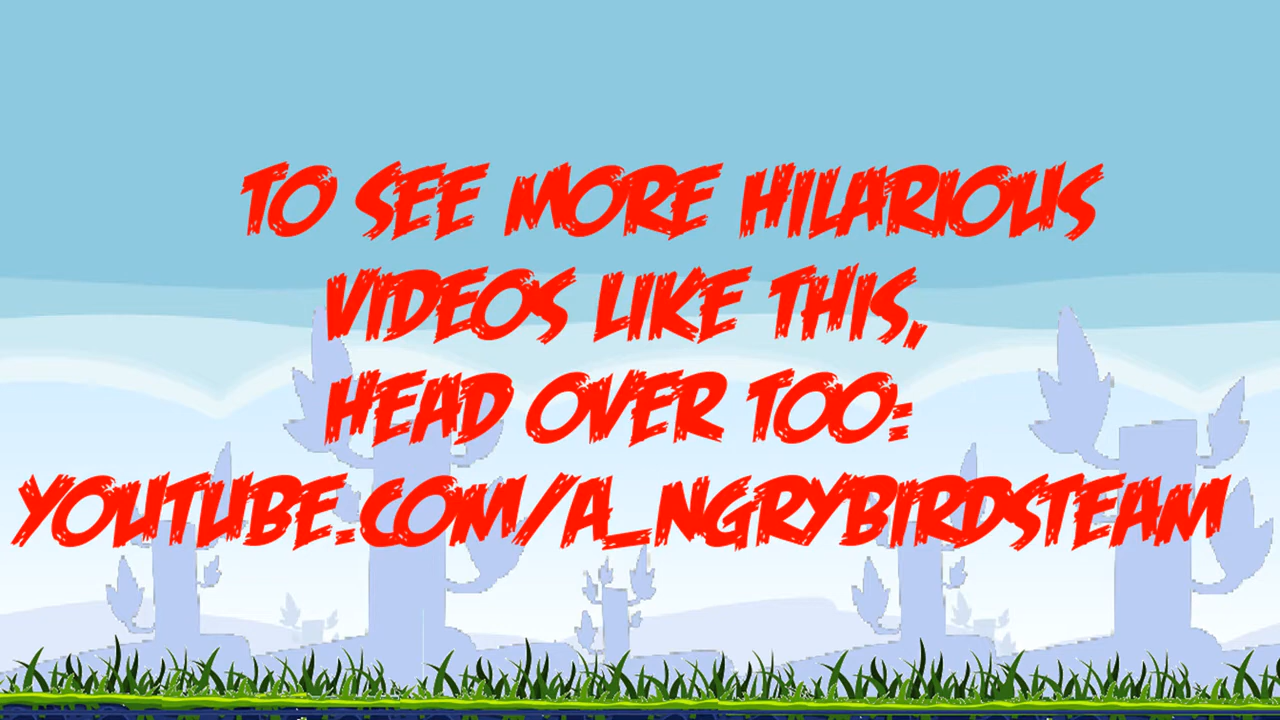 TO SEE MORE HILARIOUS
VIDEOS LIKE THIS,
HEAD OVER TOO:
YOUTUBE.COM/A_NGRYBIRDSTEAM